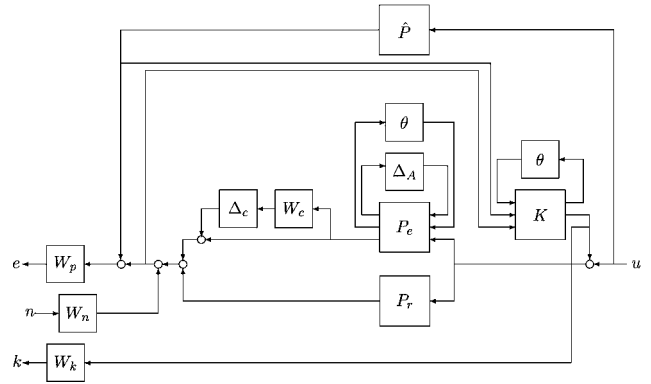 P̂
θ
θ
Δ_A
Δ_c
W_c
P_e
K
e
W_p
u
n
W_n
P_r
k
W_k